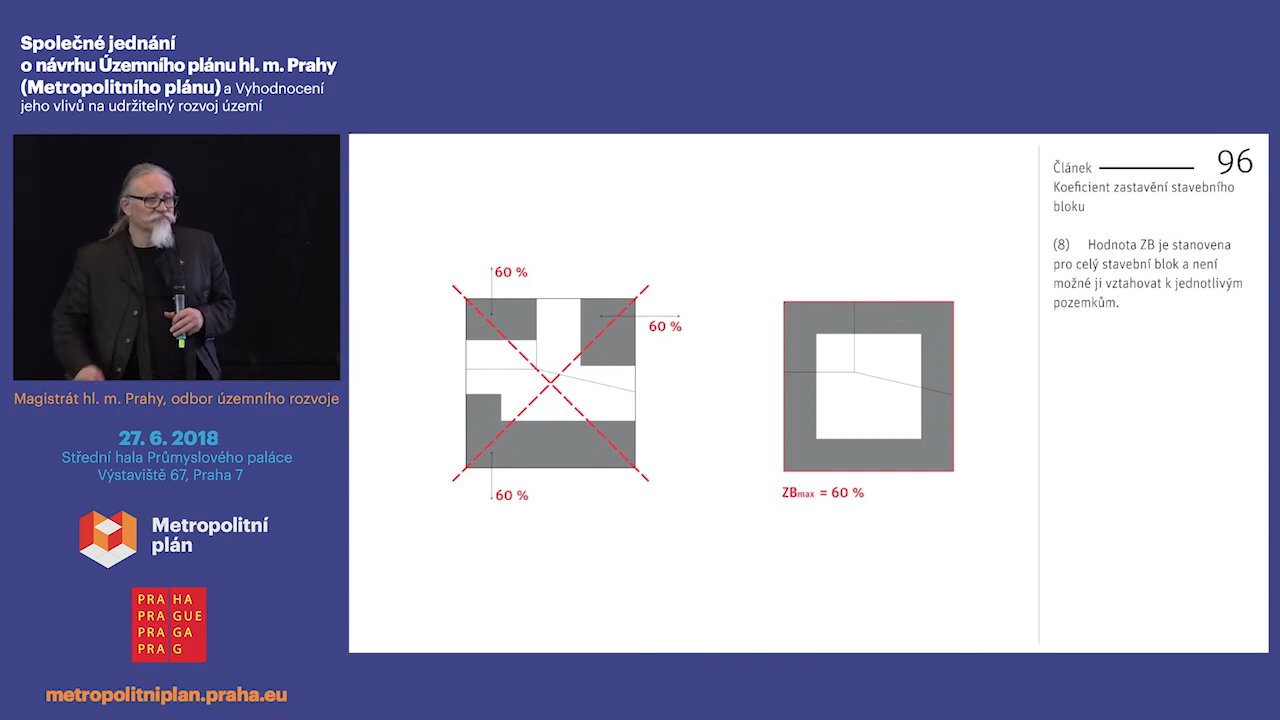 Společné jednání
o návrhu Územního plánu hl. m. Prahy
(Metropolitního plánu) a Vyhodnocení
jeho vlivů na udržitelný rozvoj území
Magistrát hl. m. Prahy, odbor územního rozvoje
27. 6. 2018
Střední hala Průmyslového paláce
Výstaviště 67, Praha 7
Metropolitní
plán
PRA HA
PRA GUE
PRA GA
PRA G
metropolitniplan.praha.eu
60 %
60 %
60 %
ZBmax = 60 %
Článek 96
Koeficient zastavění stavebního
bloku
(8) Hodnota ZB je stanovena
pro celý stavební blok a není
možné ji vztahovat k jednotlivým
pozemkům.